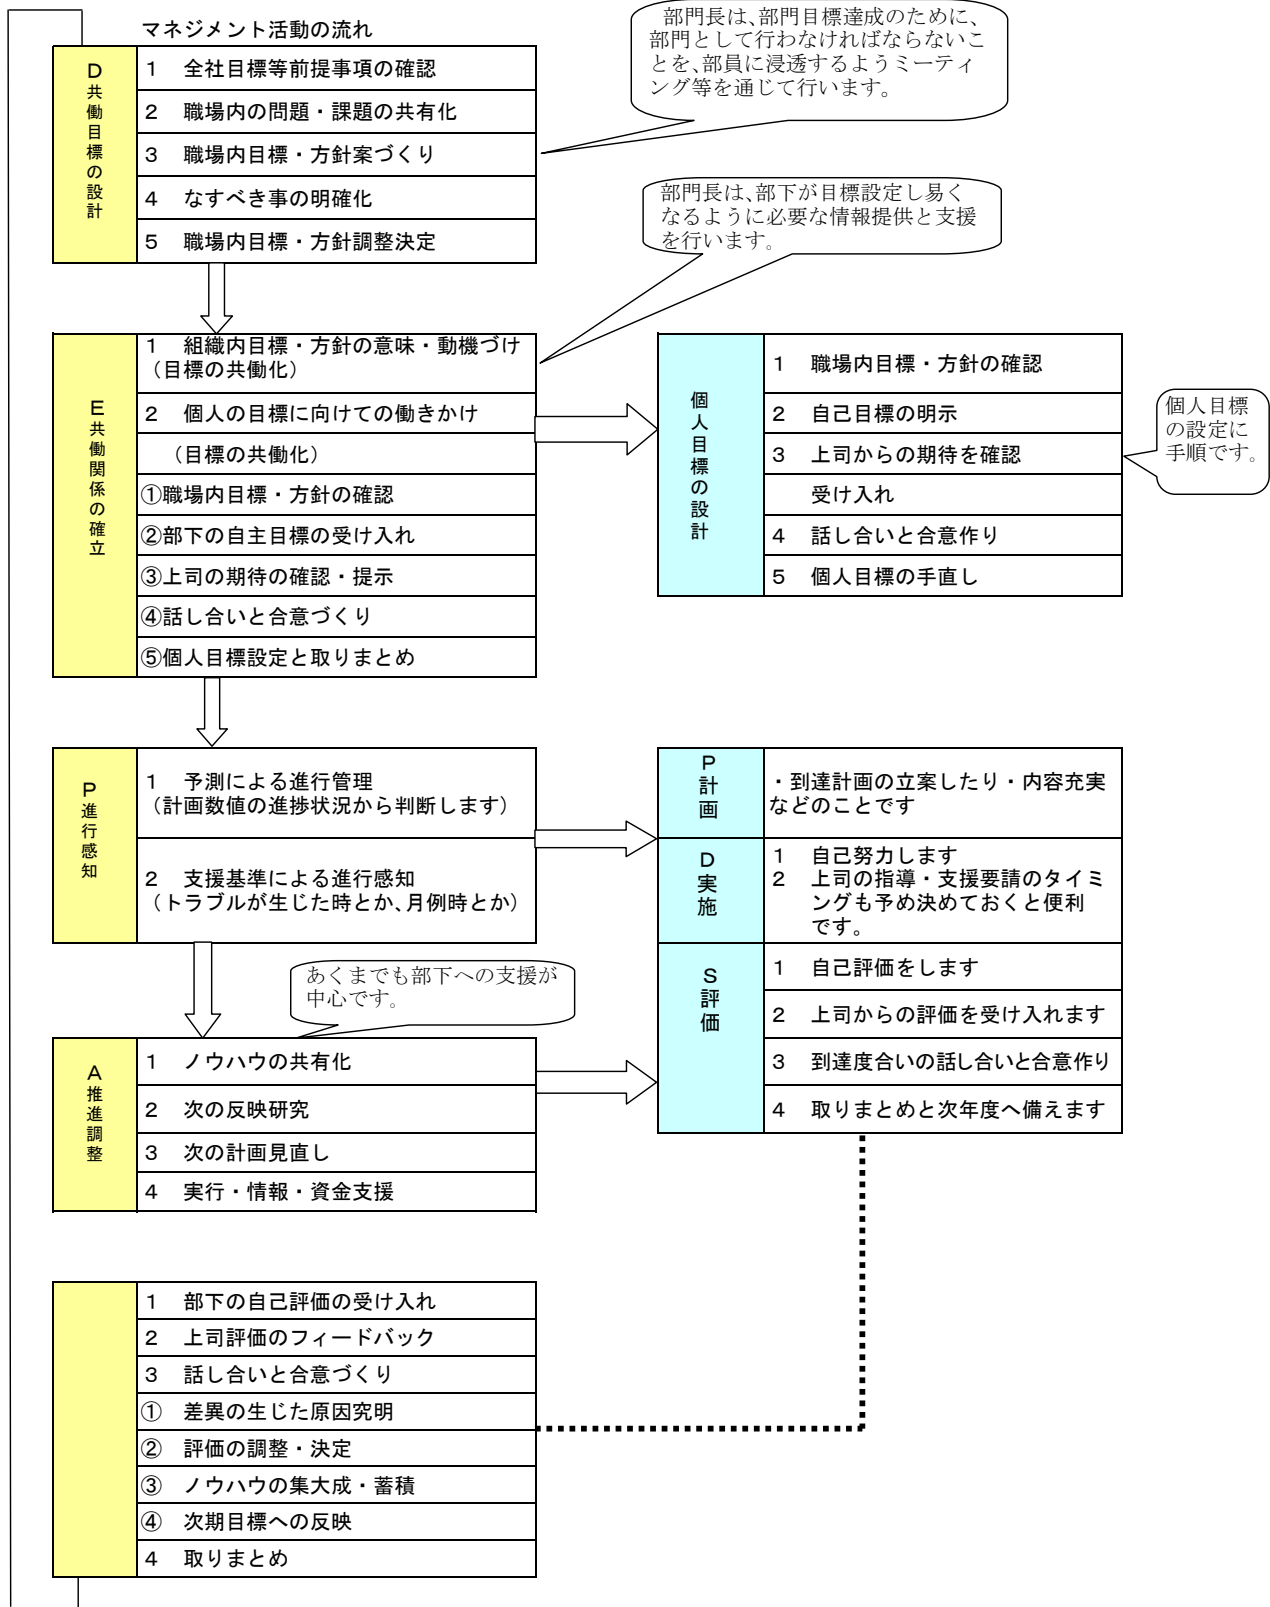 マネジメント活動の流れ
部門長は、部門目標達成のために、
部門として行わなければならないこ
とを、部員に浸透するようミーティ
ング等を通じて行います。
D共働目標の設計
1 全社目標等前提事項の確認
2 職場内の問題・課題の共有化
3 職場内目標・方針案づくり
4 なすべき事の明確化
5 職場内目標・方針調整決定
部門長は、部下が目標設定し易く
なるように必要な情報提供と支援
を行います。
E共働関係の確立
1 組織内目標・方針の意味・動機づけ
（目標の共働化）
2 個人の目標に向けての働きかけ
（目標の共働化）
①職場内目標・方針の確認
②部下の自主目標の受け入れ
③上司の期待の確認・提示
④話し合いと合意づくり
⑤個人目標設定と取りまとめ
個人目標の設計
1 職場内目標・方針の確認
2 自己目標の明示
3 上司からの期待を確認
受け入れ
4 話し合いと合意作り
5 個人目標の手直し
個人目標
の設定に
手順です。
P進行感知
1 予測による進行管理
（計画数値の進捗状況から判断します）
2 支援基準による進行感知
（トラブルが生じた時とか、月例時とか）
P計画
・到達計画の立案したり・内容充実
などのことです
D実施
1 自己努力します
2 上司の指導・支援要請のタイミ
ングも予め決めておくと便利
です。
S評価
1 自己評価をします
2 上司からの評価を受け入れます
3 到達度合いの話し合いと合意作り
4 取りまとめと次年度へ備えます
あくまでも部下への支援が
中心です。
A推進調整
1 ノウハウの共有化
2 次の反映研究
3 次の計画見直し
4 実行・情報・資金支援
1 部下の自己評価の受け入れ
2 上司評価のフィードバック
3 話し合いと合意づくり
① 差異の生じた原因究明
② 評価の調整・決定
③ ノウハウの集大成・蓄積
④ 次期目標への反映
4 取りまとめ